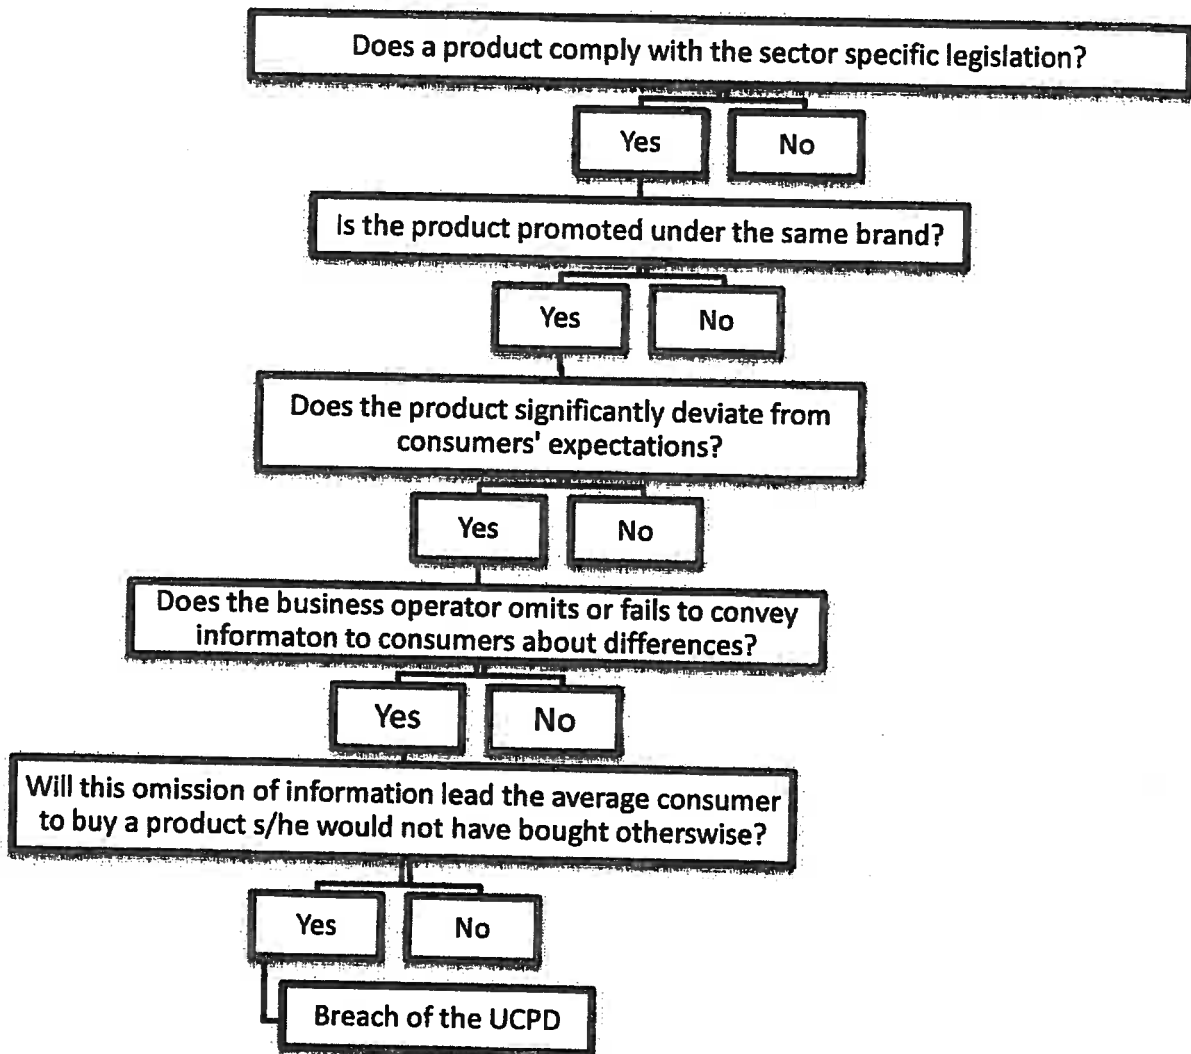 Does a product comply with the sector specific legislation?
Yes
No
Is the product promoted under the same brand?
Yes
No
Does the product significantly deviate from
consumers' expectations?
Yes
No
Does the business operator omits or fails to convey
informaton to consumers about differences?
Yes
No
Will this omission of information lead the average consumer
to buy a product s/he would not have bought otherswise?
Yes
No
Breach of the UCPD